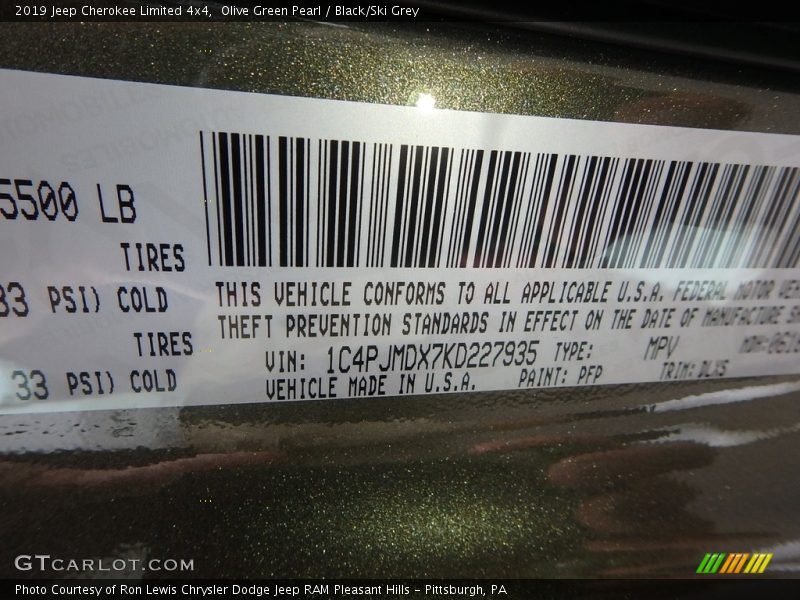 2019 Jeep Cherokee Limited 4x4, Olive Green Pearl / Black/Ski Grey
5500 LB
TIRES
33 PSI) COLD
THIS VEHICLE CONFORMS TO ALL APPLICABLE U.S.A. FEDERAL MOTOR
THEFT PREVENTION STANDARDS IN EFFECT ON THE DATE OF MANUFACTURE
TIRES
VIN: 1C4PJMDX7KD227935 TYPE: MPV
33 PSI) COLD
VEHICLE MADE IN U.S.A. PAINT: PFP TRIM: DLXS
GTCARLOT.COM
Photo Courtesy of Ron Lewis Chrysler Dodge Jeep RAM Pleasant Hills – Pittsburgh, PA